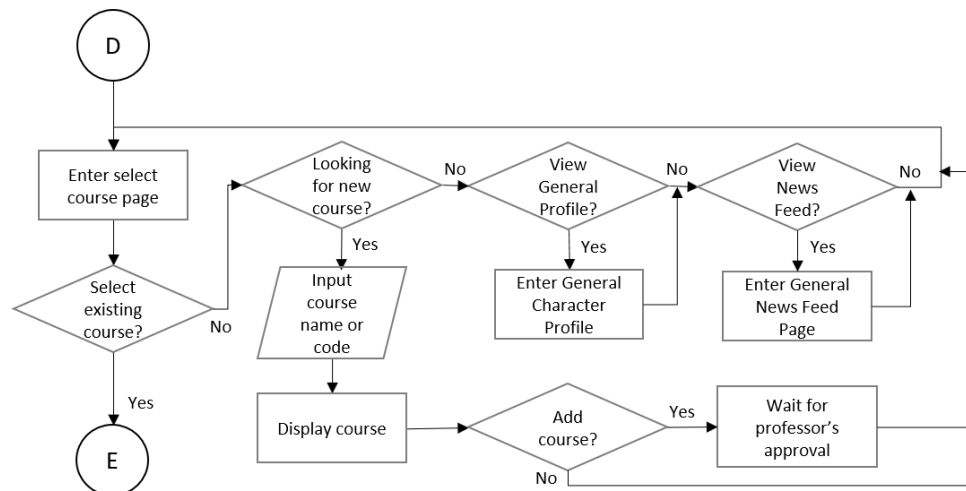 D
Enter select
course page
Select
existing
course?
No
Yes
E
Looking
for new
course?
No
Yes
Input
course
name or
code
Display course
View
General
Profile?
No
Yes
Enter General
Character
Profile
View
News
Feed?
No
Yes
Enter General
News Feed
Page
Add
course?
Yes
No
Wait for
professor's
approval